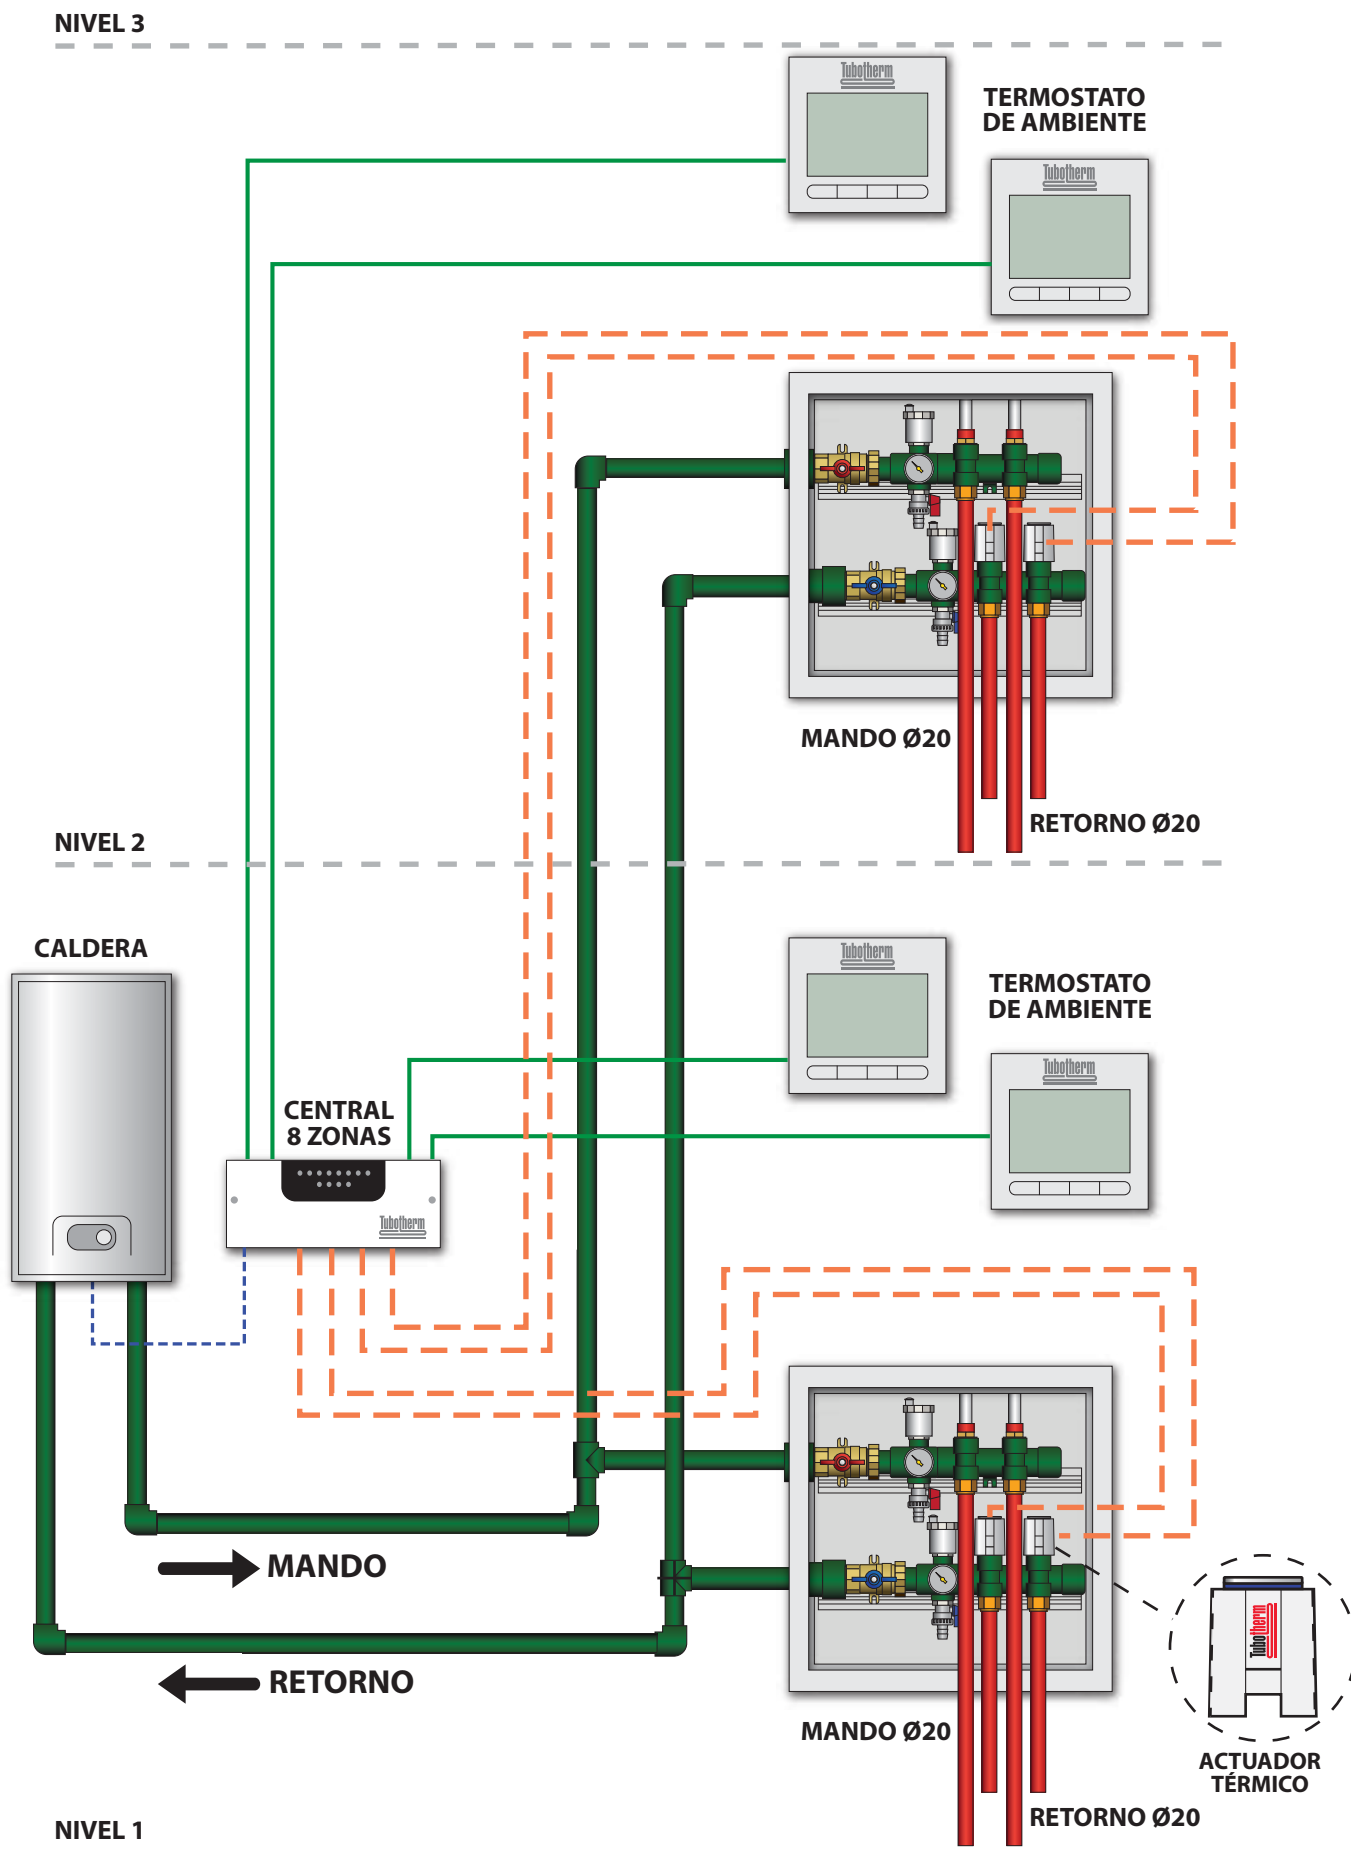 NIVEL 3
Tubotherm
TERMOSTATO
DE AMBIENTE
Tubotherm
MANDO Ø20
RETORNO Ø20
NIVEL 2
CALDERA
Tubotherm
TERMOSTATO
DE AMBIENTE
Tubotherm
CENTRAL
8 ZONAS
Tubotherm
MANDO
RETORNO
Tubotherm
MANDO Ø20
ACTUADOR
TÉRMICO
RETORNO Ø20
NIVEL 1